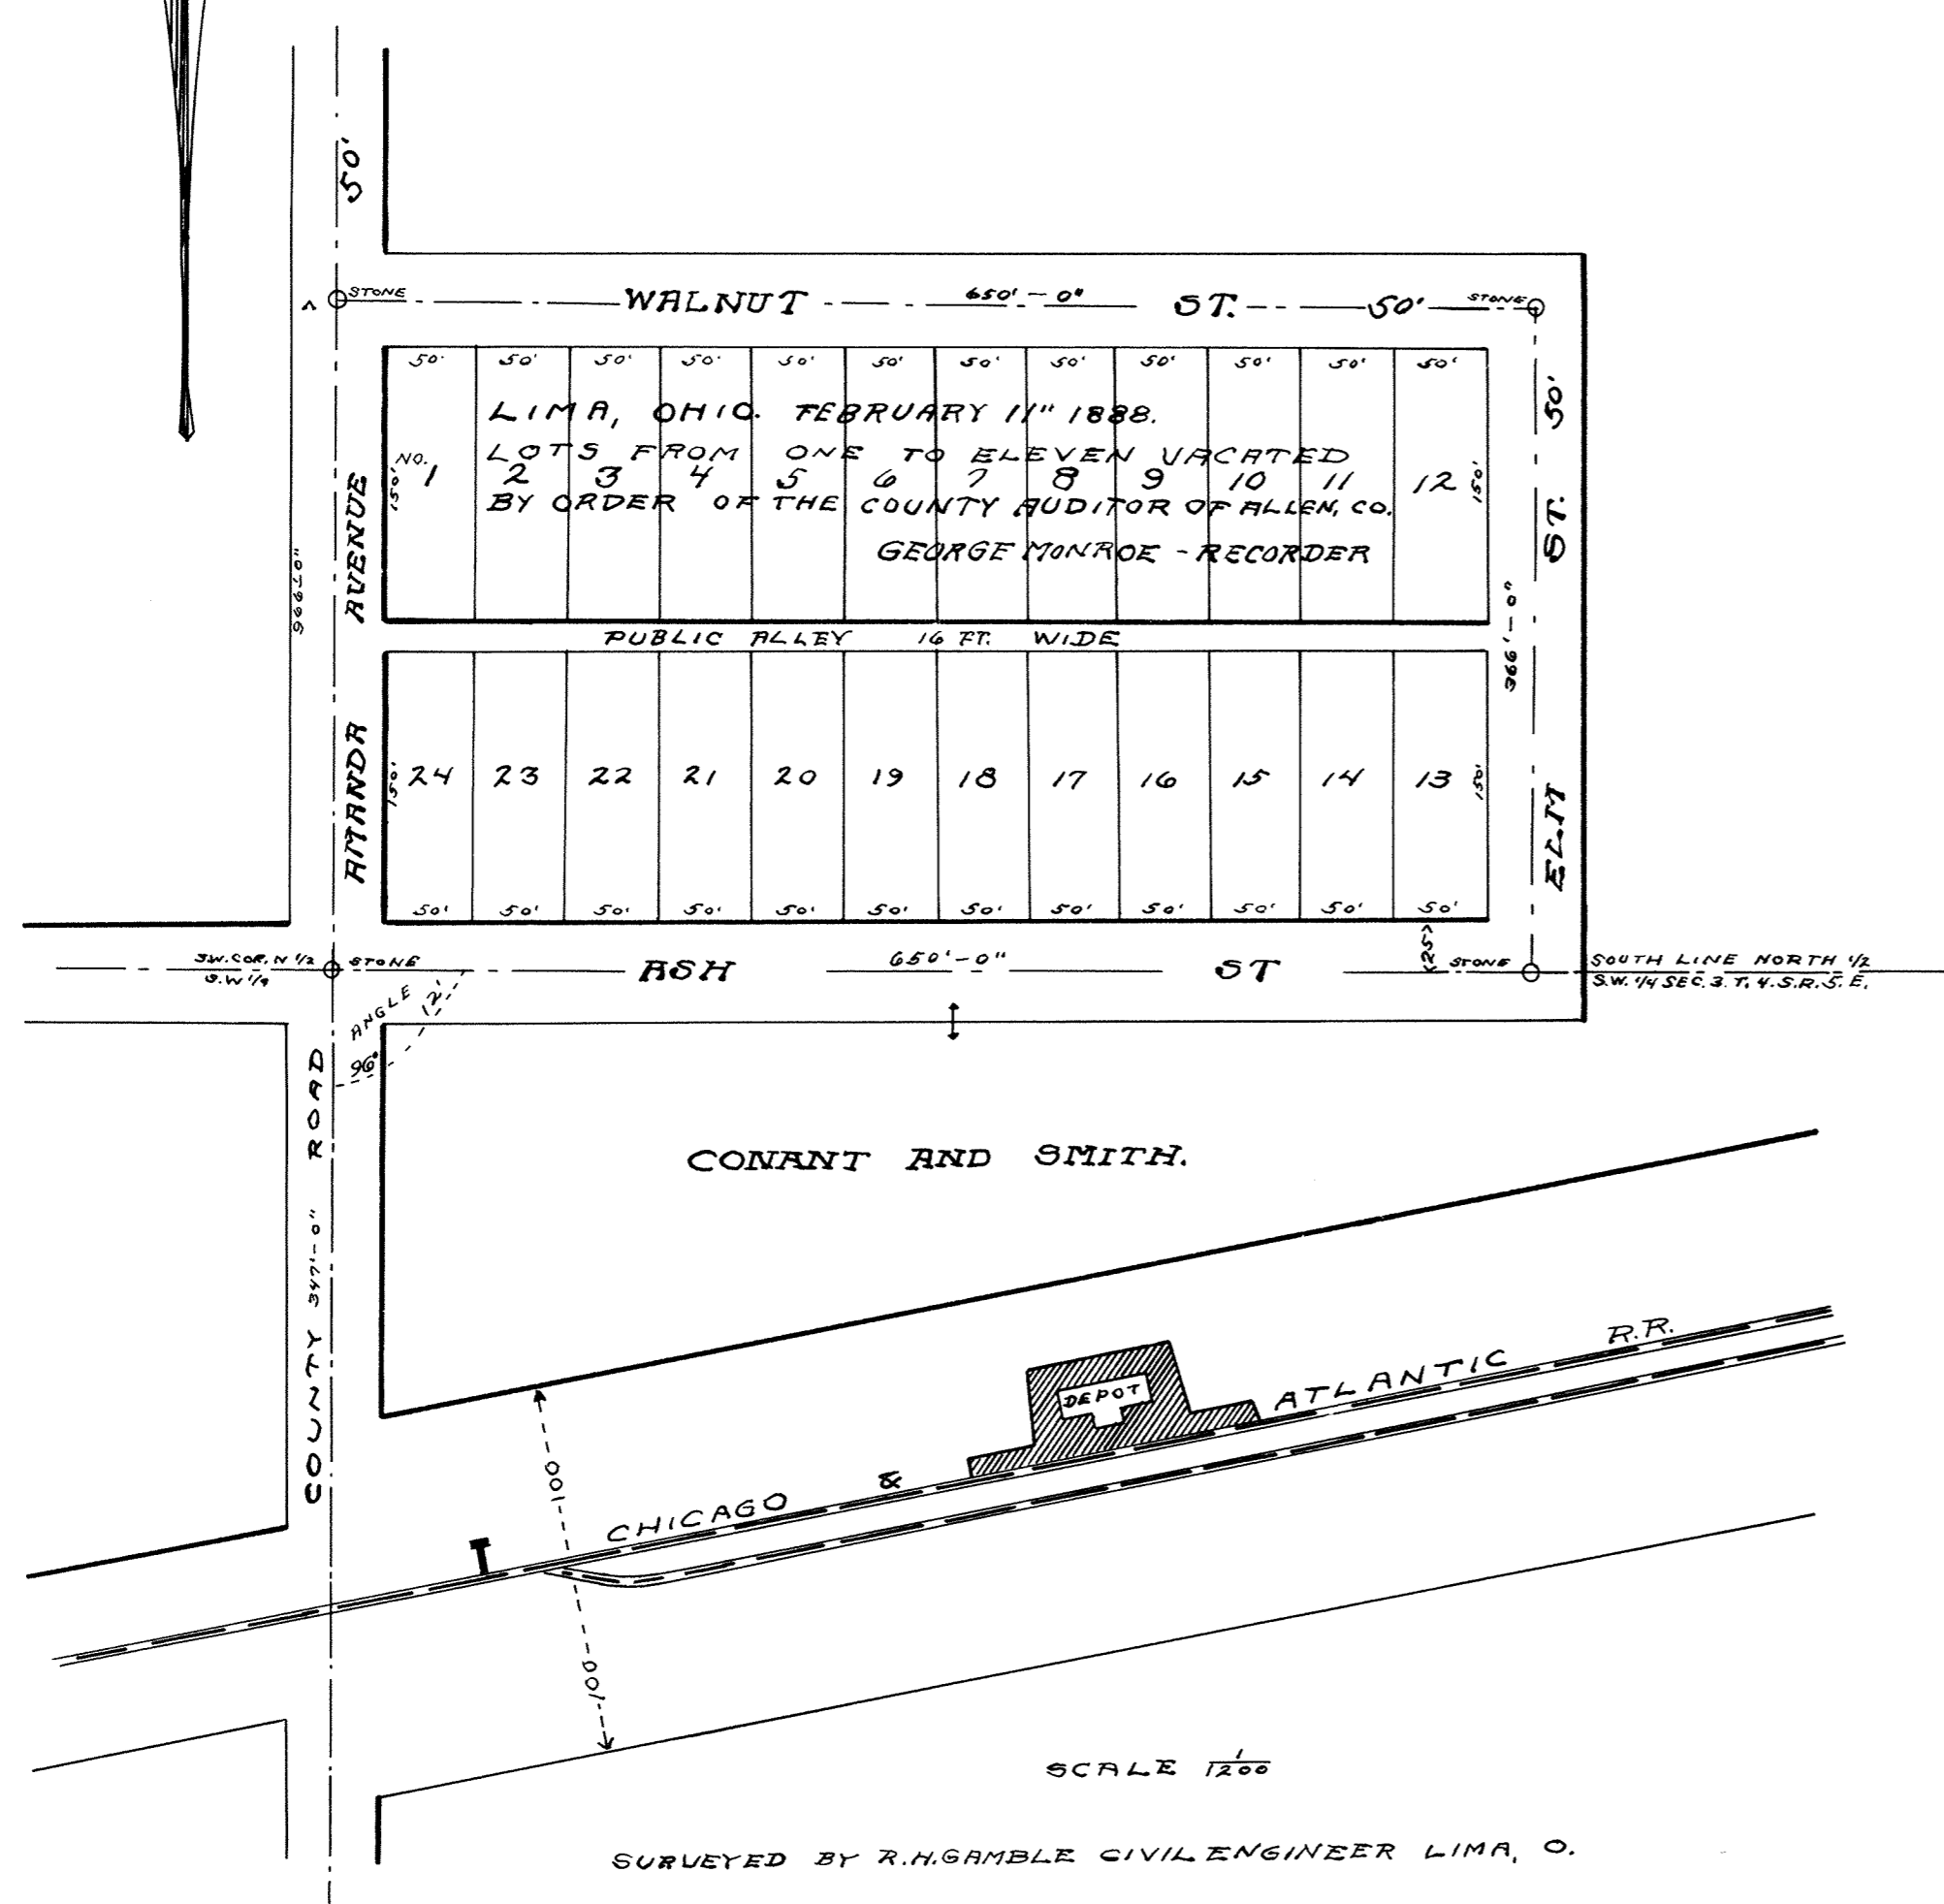 50'
STONE WALNUT 650'-0" ST. 50' STONE
50' 50' 50' 50' 50' 50' 50' 50' 50' 50' 50' 50'
LIMA, OHIO. FEBRUARY 11" 1888.
LOTS FROM ONE TO ELEVEN VACATED
NO. 1 2 3 4 5 6 7 8 9 10 11 12
150' 150'
BY ORDER OF THE COUNTY AUDITOR OF ALLEN, CO.
GEORGE MONROE - RECORDER
PUBLIC ALLEY 16 FT. WIDE
AMANDA AVENUE
ELM ST. 50'
366'-0"
24 23 22 21 20 19 18 17 16 15 14 13
150' 150'
50' 50' 50' 50' 50' 50' 50' 50' 50' 50' 50' 50'
25
S.W. COR. N 1/2
S.W 1/4
STONE ASH 650'-0" ST STONE
SOUTH LINE NORTH 1/2
S.W. 1/4 SEC. 3. T. 4. S. R. 5. E.
ANGLE
96° 12'
COUNTY 347'-0" ROAD
CONANT AND SMITH.
DEPOT
CHICAGO & ATLANTIC R.R.
100
100
SCALE 1/1200
SURVEYED BY R.H. GAMBLE CIVIL ENGINEER LIMA, O.